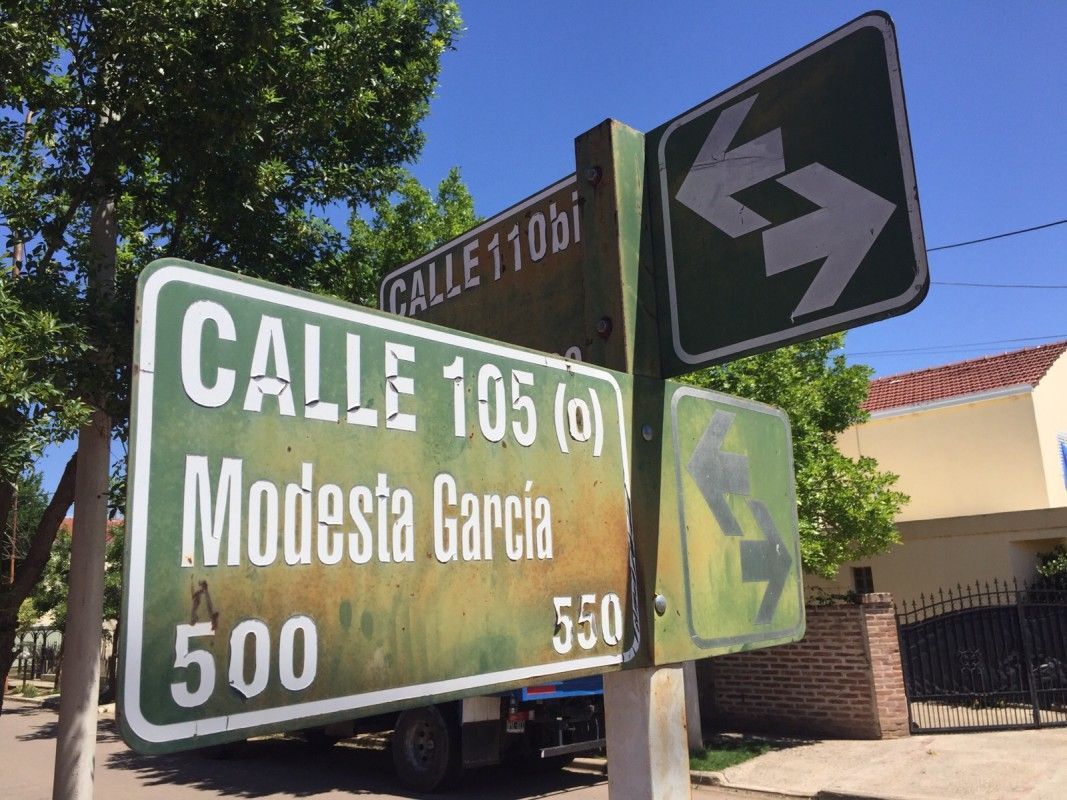 CALLE 110bi
CALLE 105 (o)
Modesta García
500 550